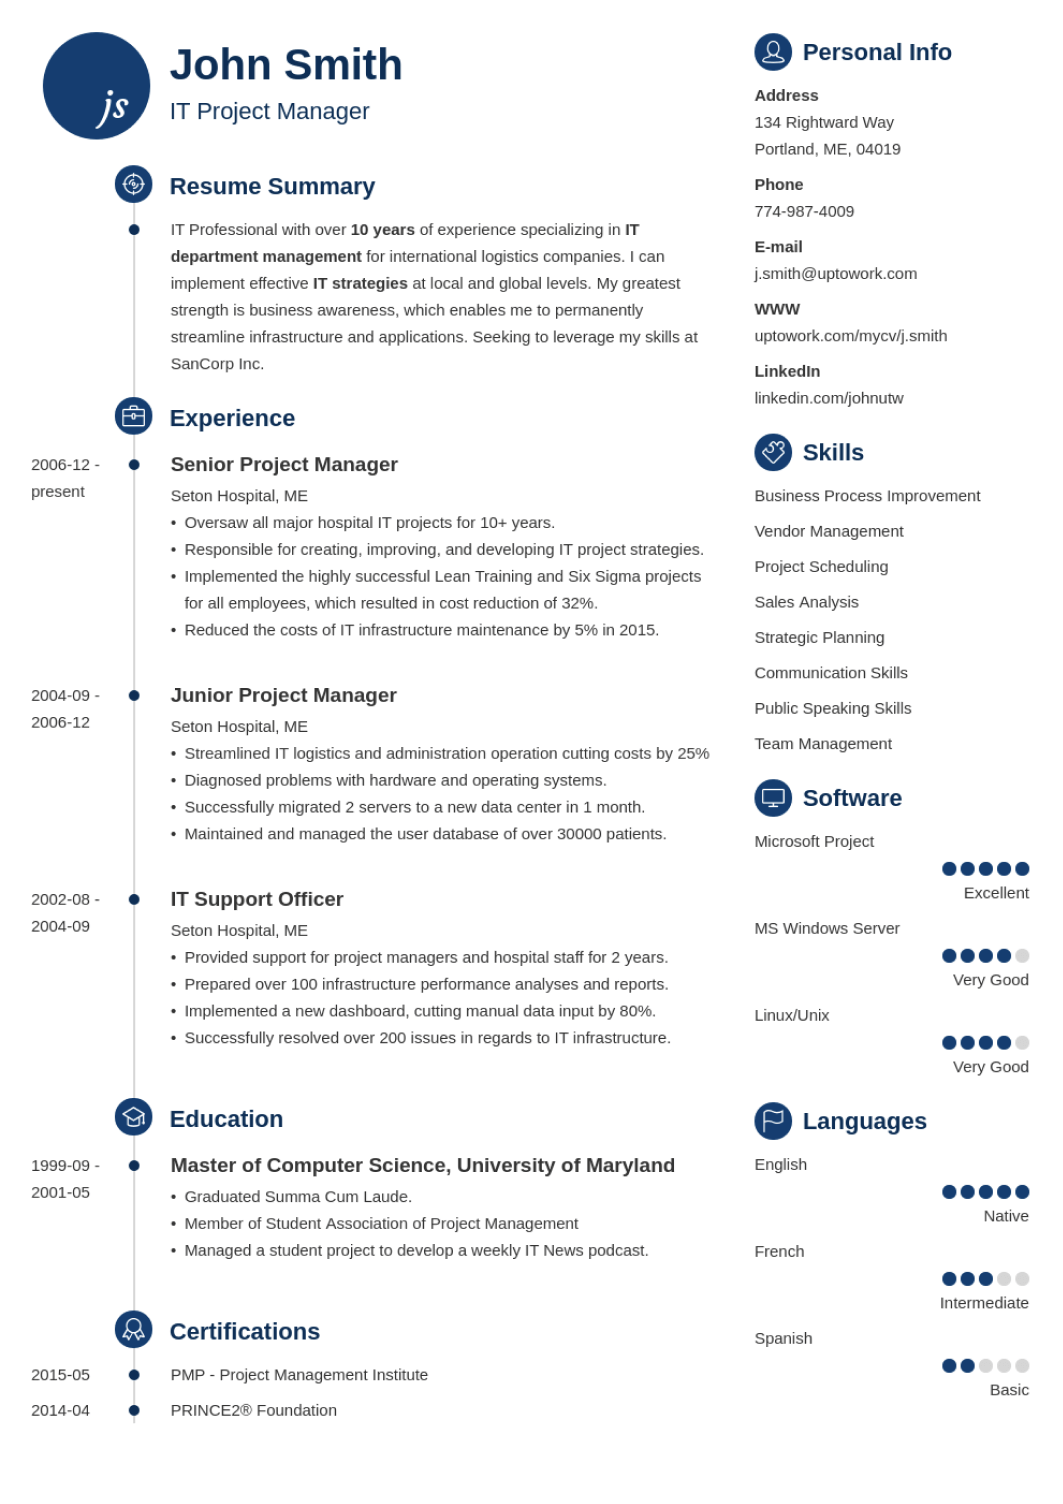 js
John Smith
IT Project Manager
Resume Summary
IT Professional with over 10 years of experience specializing in IT
department management for international logistics companies. I can
implement effective IT strategies at local and global levels. My greatest
strength is business awareness, which enables me to permanently
streamline infrastructure and applications. Seeking to leverage my skills at
SanCorp Inc.
Experience
2006-12 -
present
Senior Project Manager
Seton Hospital, ME
• Oversaw all major hospital IT projects for 10+ years.
• Responsible for creating, improving, and developing IT project strategies.
• Implemented the highly successful Lean Training and Six Sigma projects
for all employees, which resulted in cost reduction of 32%.
• Reduced the costs of IT infrastructure maintenance by 5% in 2015.
2004-09 -
2006-12
Junior Project Manager
Seton Hospital, ME
• Streamlined IT logistics and administration operation cutting costs by 25%
• Diagnosed problems with hardware and operating systems.
• Successfully migrated 2 servers to a new data center in 1 month.
• Maintained and managed the user database of over 30000 patients.
2002-08 -
2004-09
IT Support Officer
Seton Hospital, ME
• Provided support for project managers and hospital staff for 2 years.
• Prepared over 100 infrastructure performance analyses and reports.
• Implemented a new dashboard, cutting manual data input by 80%.
• Successfully resolved over 200 issues in regards to IT infrastructure.
Education
1999-09 -
2001-05
Master of Computer Science, University of Maryland
• Graduated Summa Cum Laude.
• Member of Student Association of Project Management
• Managed a student project to develop a weekly IT News podcast.
Certifications
2015-05
PMP - Project Management Institute
2014-04
PRINCE2® Foundation
Personal Info
Address
134 Rightward Way
Portland, ME, 04019
Phone
774-987-4009
E-mail
j.smith@uptowork.com
WWW
uptowork.com/mycv/j.smith
LinkedIn
linkedin.com/johnutw
Skills
Business Process Improvement
Vendor Management
Project Scheduling
Sales Analysis
Strategic Planning
Communication Skills
Public Speaking Skills
Team Management
Software
Microsoft Project
Excellent
MS Windows Server
Very Good
Linux/Unix
Very Good
Languages
English
Native
French
Intermediate
Spanish
Basic